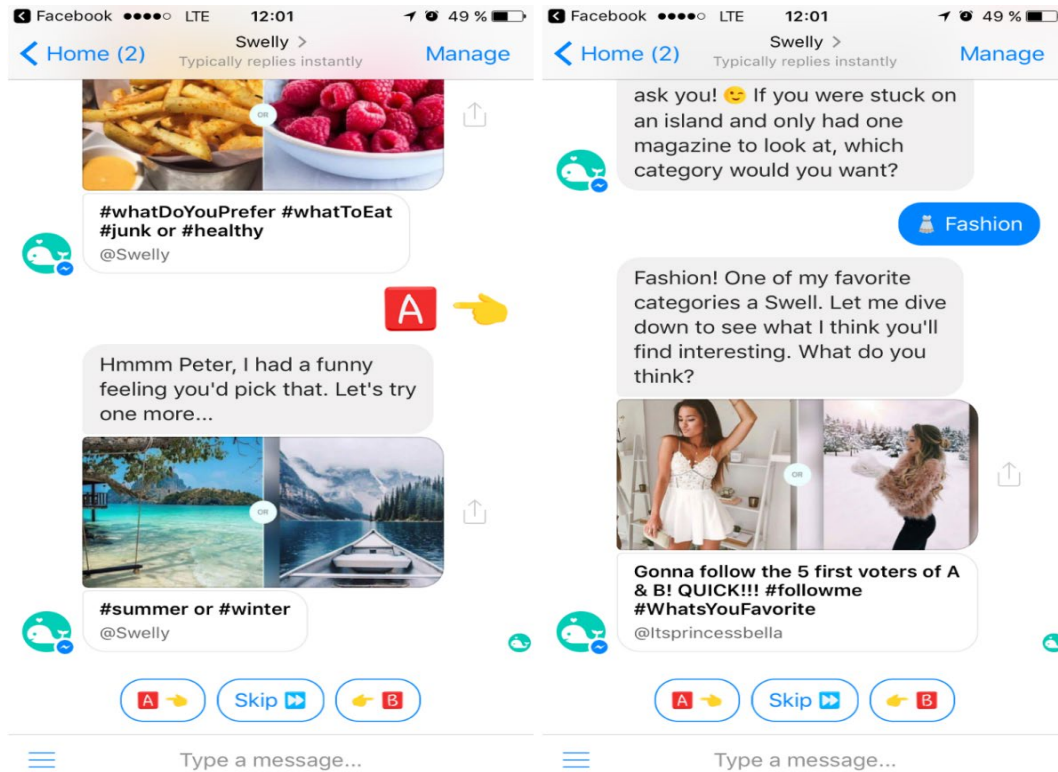 Facebook LTE 12:01 49 %
Home (2)
Swelly >
Typically replies instantly
Manage
OR
#whatDoYouPrefer #whatToEat
#junk or #healthy
@Swelly
A
Hmmm Peter, I had a funny
feeling you'd pick that. Let's try
one more...
OR
#summer or #winter
@Swelly
A
Skip
B
Type a message...
Facebook LTE 12:01 49 %
Home (2)
Swelly >
Typically replies instantly
Manage
ask you! 😉 If you were stuck on
an island and only had one
magazine to look at, which
category would you want?
Fashion
Fashion! One of my favorite
categories a Swell. Let me dive
down to see what I think you'll
find interesting. What do you
think?
OR
Gonna follow the 5 first voters of A
& B! QUICK!!! #followme
#WhatsYouFavorite
@Itsprincessbella
A
Skip
B
Type a message...